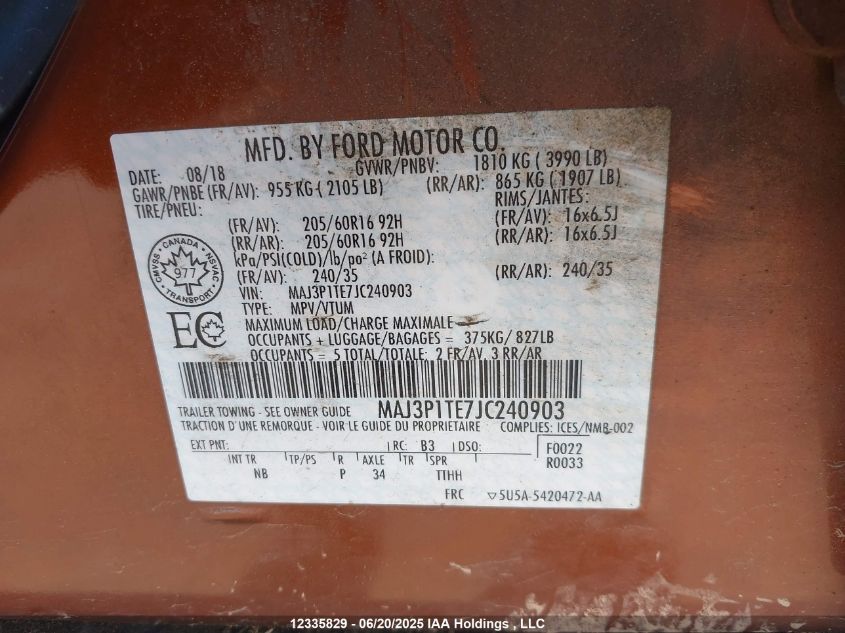 MFD. BY FORD MOTOR CO.
DATE: 08/18 GVWR/PNBV: 1810 KG ( 3990 LB)
GAWR/PNBE (FR/AV): 955 KG ( 2105 LB) (RR/AR): 865 KG ( 1907 LB)
TIRE/PNEU: RIMS/JANTES:
(FR/AV): 205/60R16 92H (FR/AV): 16x6.5J
(RR/AR): 205/60R16 92H (RR/AR): 16x6.5J
kPa/PSI(COLD)/lb/po² (A FROID):
(FR/AV): 240/35 (RR/AR): 240/35
CMVSS · CANADA · NSVAC
977
TRANSPORT
VIN: MAJ3P1TE7JC240903
TYPE: MPV/VTUM
EC
MAXIMUM LOAD/CHARGE MAXIMALE
OCCUPANTS + LUGGAGE/BAGAGES = 375KG/ 827LB
OCCUPANTS = 5 TOTAL/TOTALE: 2 FR/AV, 3 RR/AR
TRAILER TOWING - SEE OWNER GUIDE MAJ3P1TE7JC240903
TRACTION D'UNE REMORQUE - VOIR LE GUIDE DU PROPRIETAIRE COMPLIES: ICES/NMB-002
EXT PNT: RC: B3 DSO: F0022
INT TR TP/PS R AXLE TR SPR R0033
NB P 34 TTHH
FRC ▽5U5A-5420472-AA
12335829 - 06/20/2025 IAA Holdings, LLC